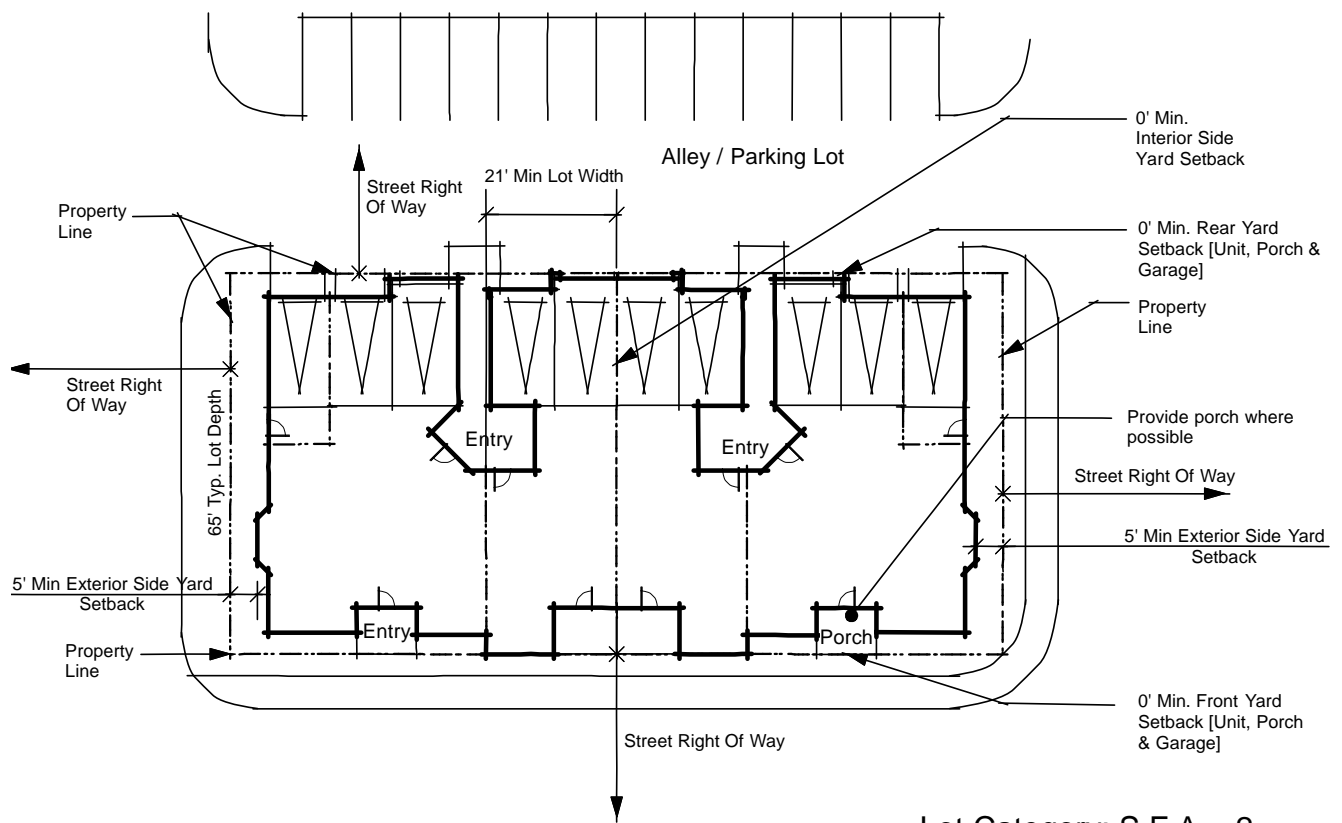 0' Min.
Interior Side
Yard Setback
Alley / Parking Lot
21' Min Lot Width
Street Right
Of Way
Property
Line
0' Min. Rear Yard
Setback [Unit, Porch &
Garage]
Property
Line
Street Right
Of Way
65' Typ. Lot Depth
Provide porch where
possible
Entry
Entry
Street Right Of Way
5' Min Exterior Side Yard
Setback
5' Min Exterior Side Yard
Setback
Entry
Porch
Property
Line
0' Min. Front Yard
Setback [Unit, Porch
& Garage]
Street Right Of Way